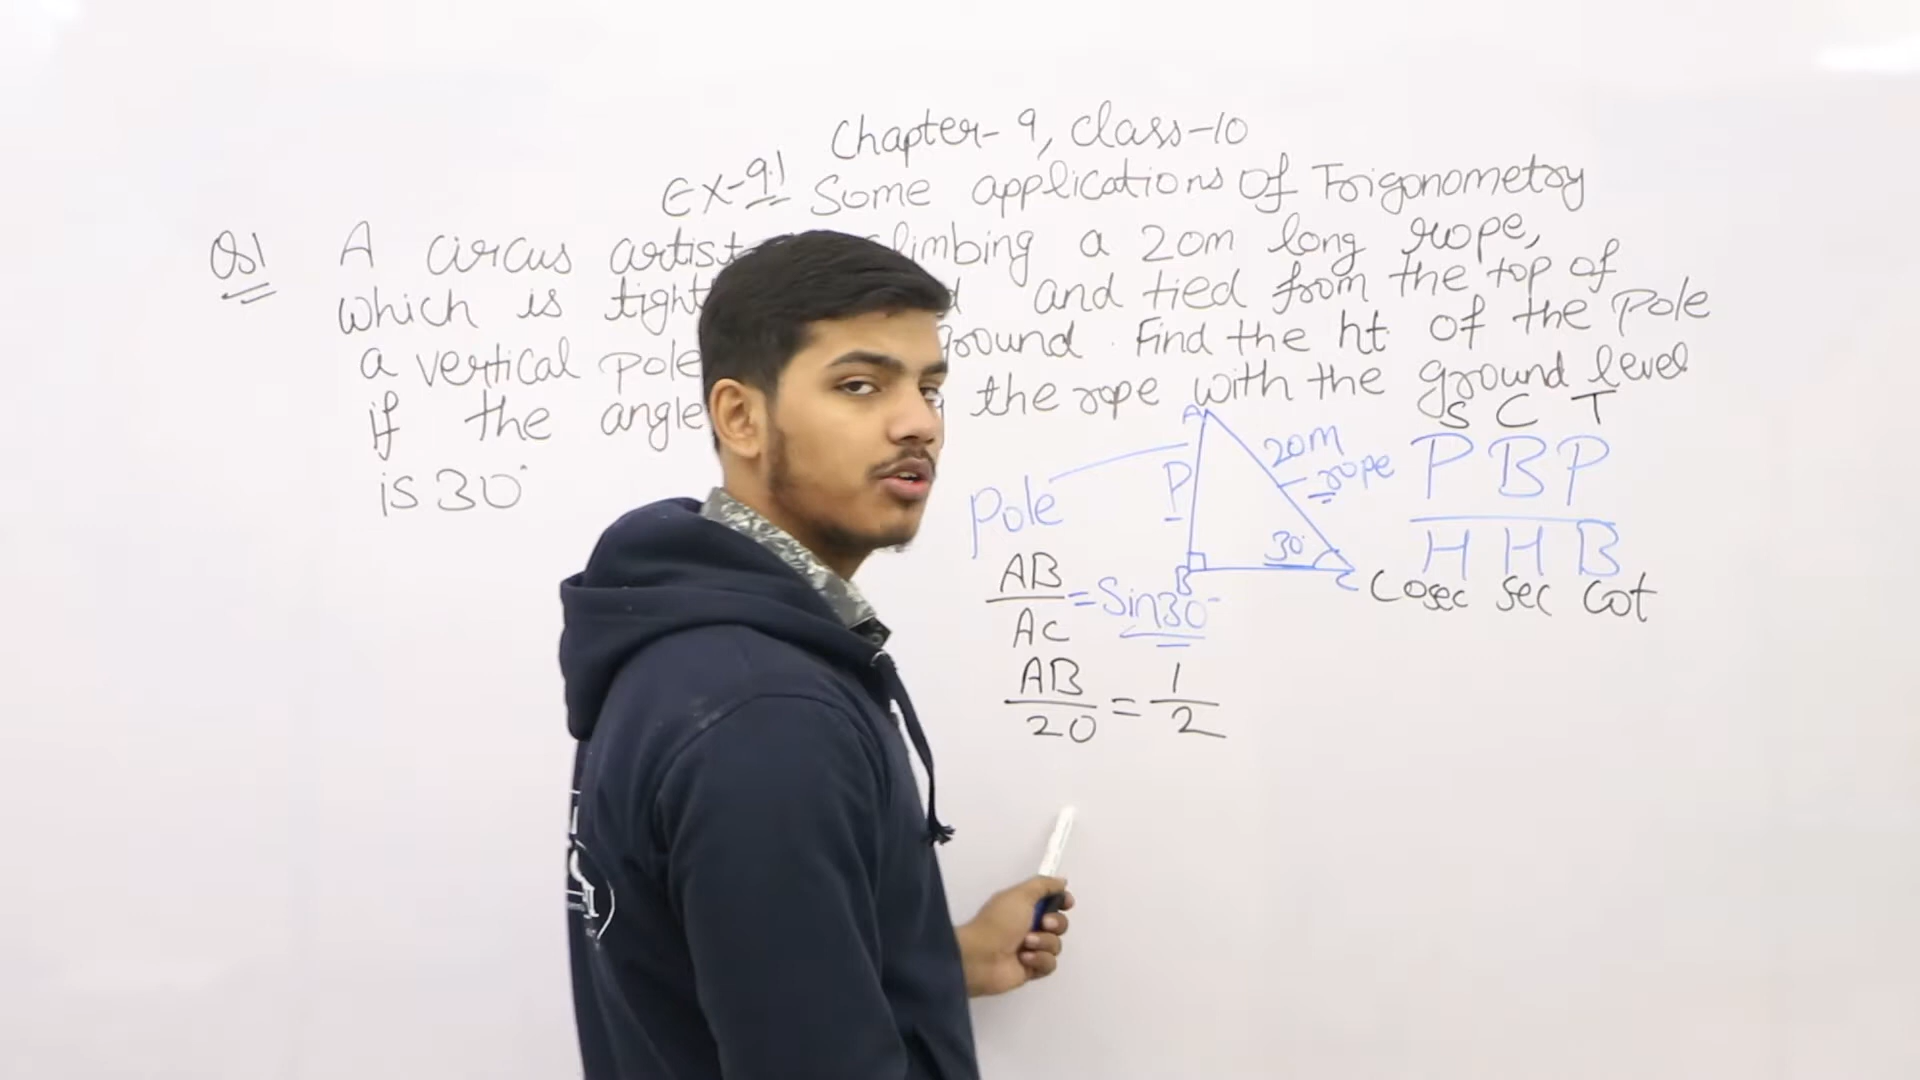 Chapter-9, Class-10
EX-9.1 Some applications Of Trigonometry
Qs1 A circus artist climbing a 20m long rope,
which is tight and tied from the top of
a vertical pole ground. Find the ht. of the Pole
if the angle the rope with the ground level
is 30°
S C T
P B P
H H B
Cosec Sec Cot
A
20m
rope
P
Pole
30°
B
C
AB/AC = Sin30°
AB/20 = 1/2